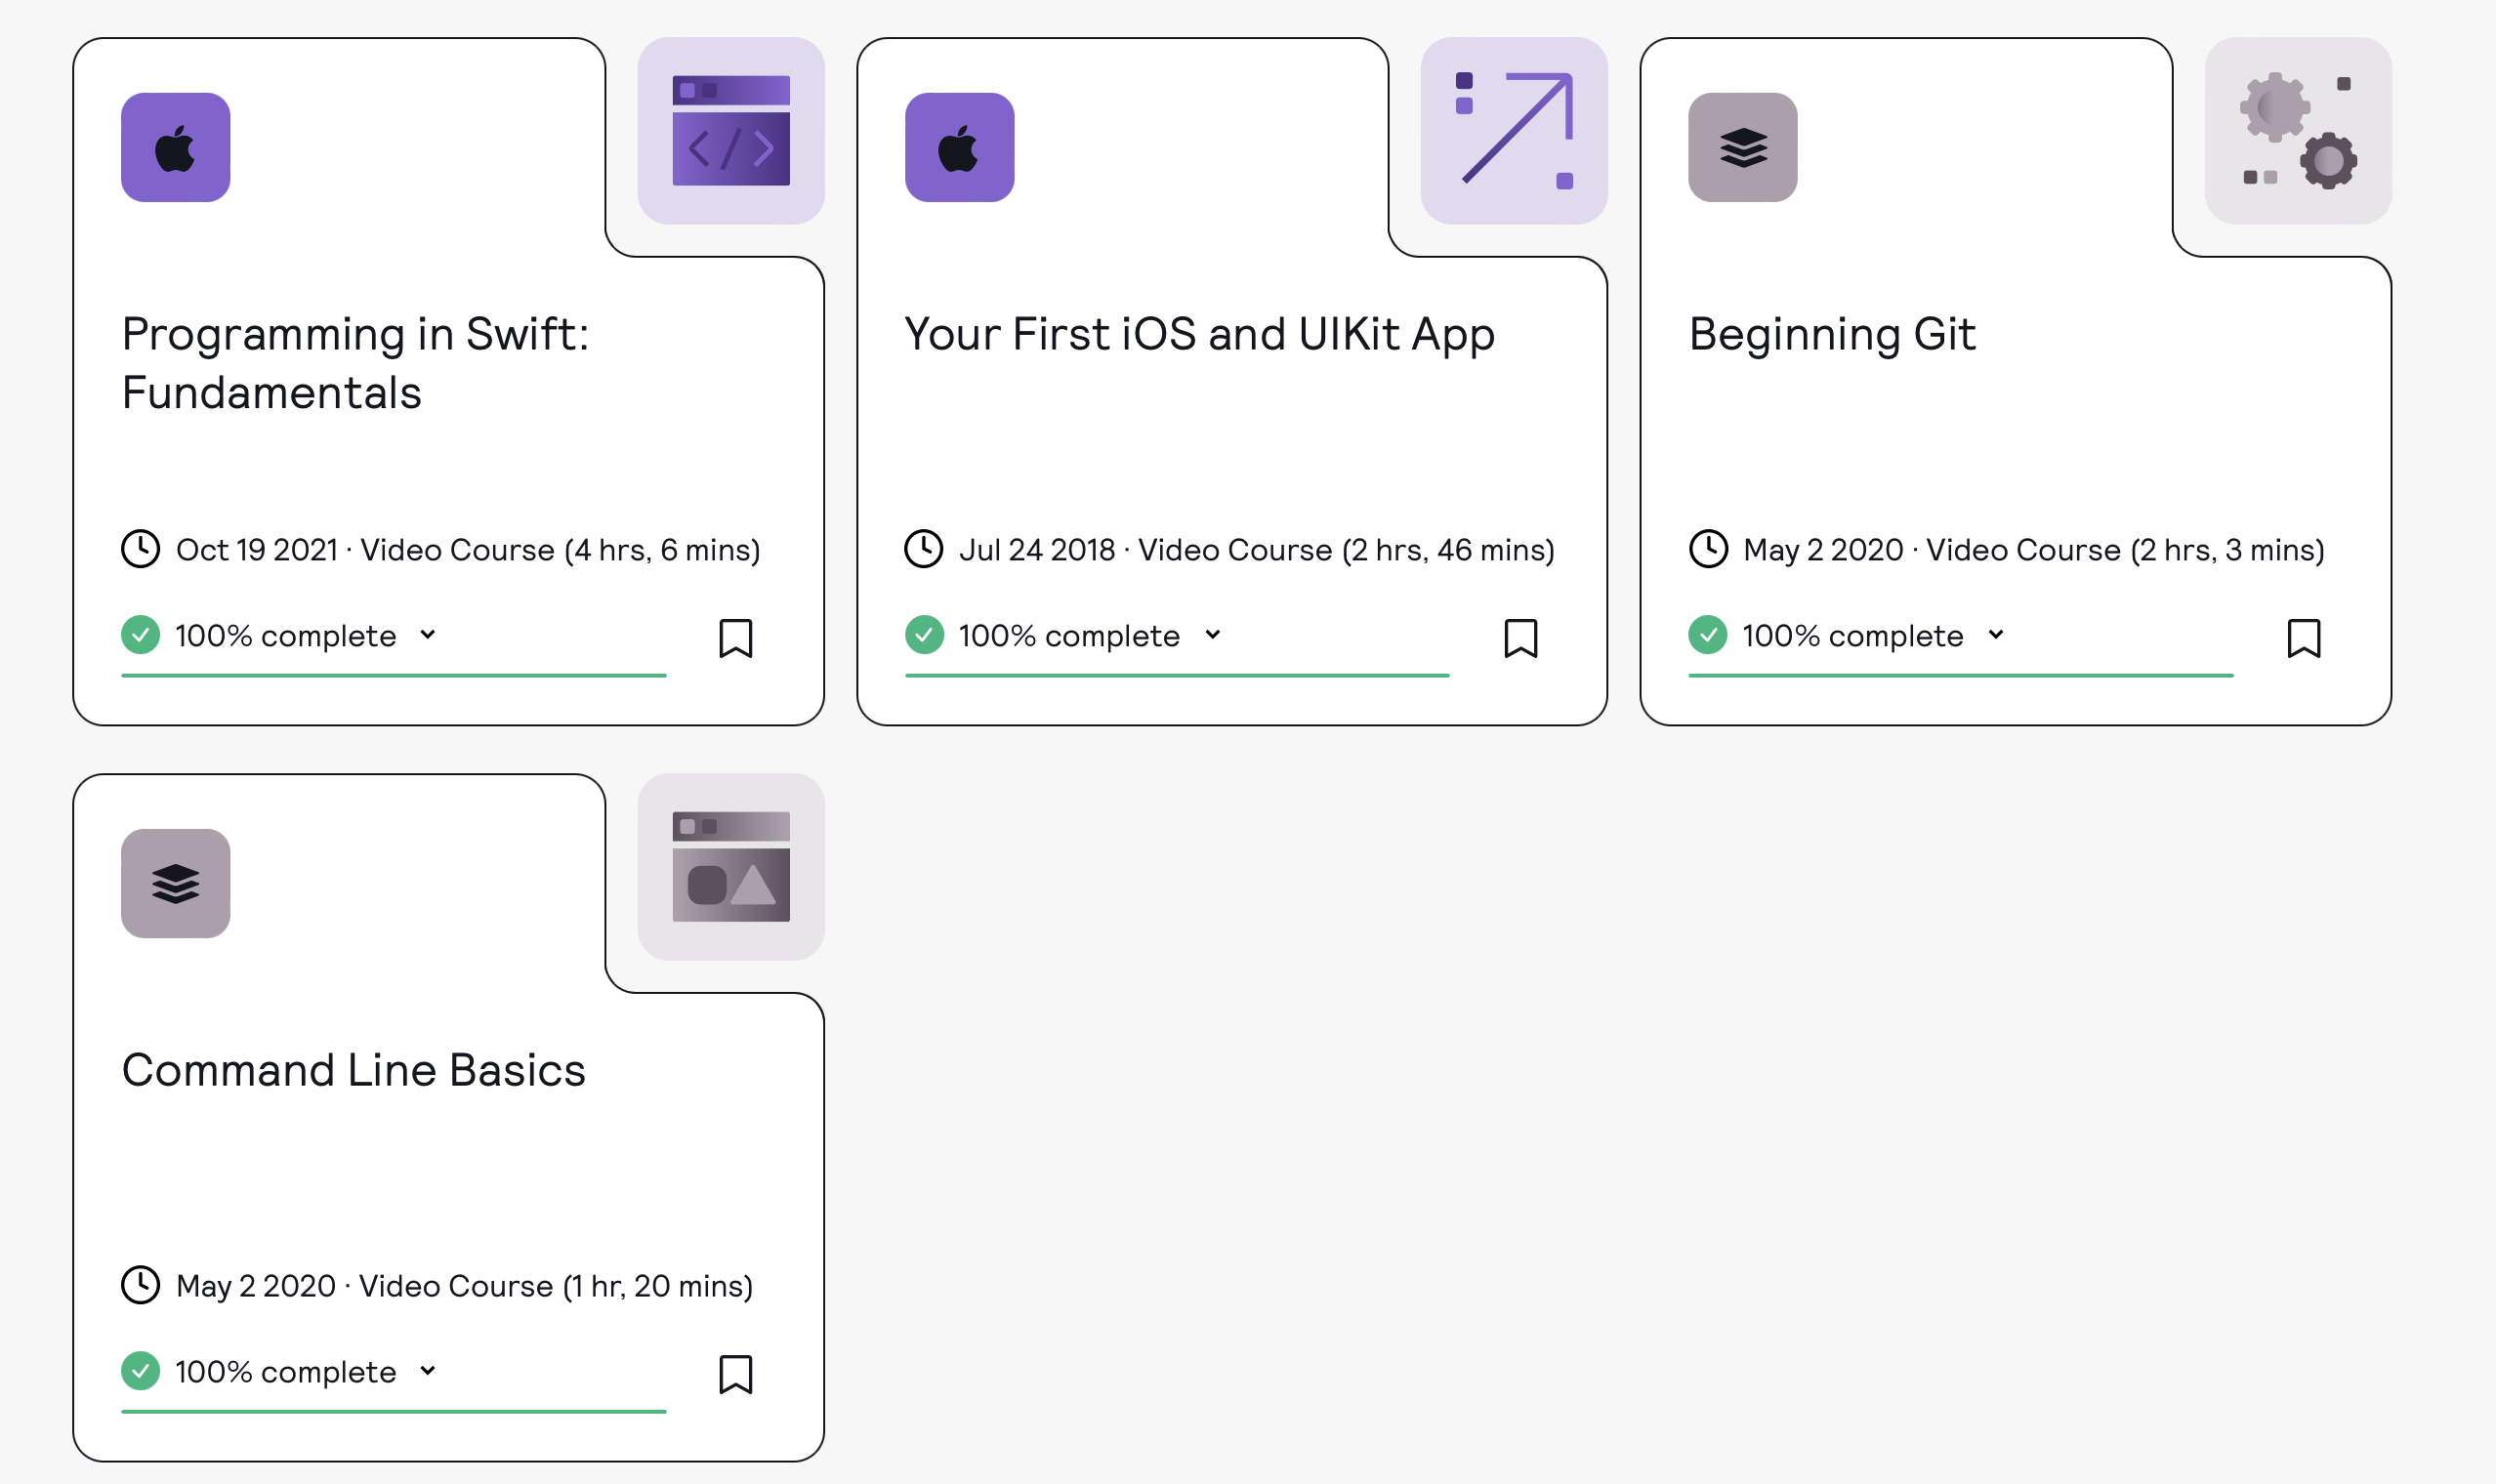 Programming in Swift:
Fundamentals
Oct 19 2021 · Video Course (4 hrs, 6 mins)
100% complete
Your First iOS and UIKit App
Jul 24 2018 · Video Course (2 hrs, 46 mins)
100% complete
Beginning Git
May 2 2020 · Video Course (2 hrs, 3 mins)
100% complete
Command Line Basics
May 2 2020 · Video Course (1 hr, 20 mins)
100% complete